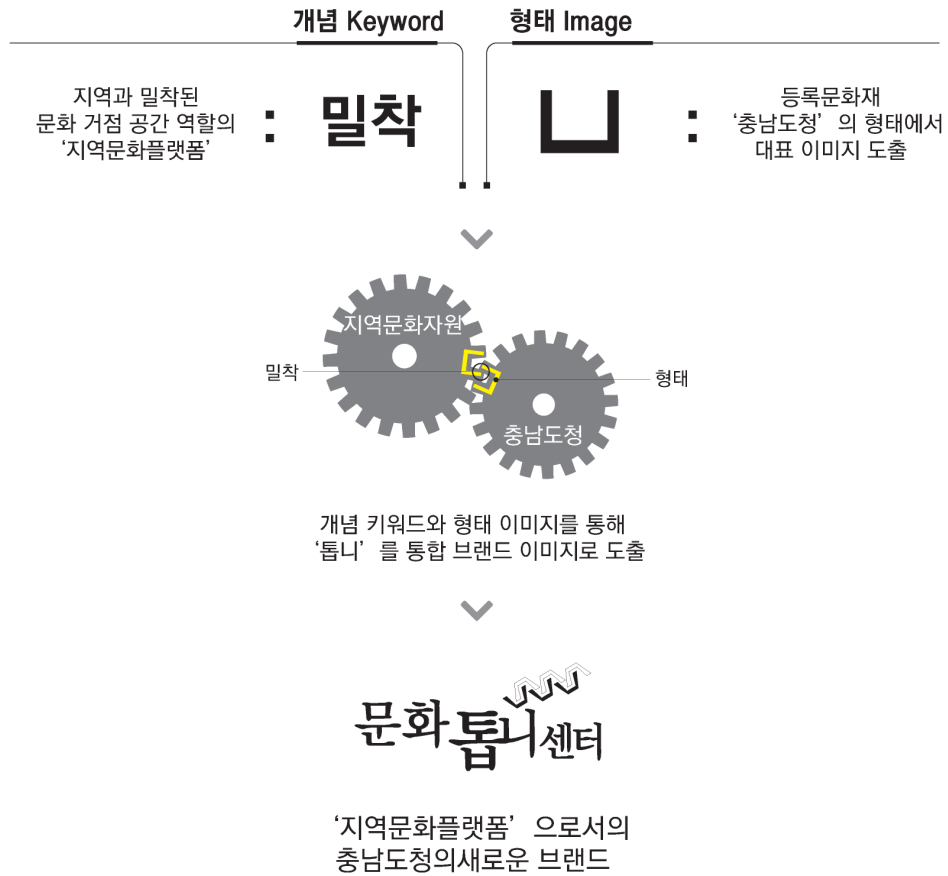 개념 Keyword
형태 Image
지역과 밀착된
문화 거점 공간 역할의
‘지역문화플랫폼’
:
밀착
:
등록문화재
‘충남도청’ 의 형태에서
대표 이미지 도출
지역문화자원
밀착
형태
충남도청
개념 키워드와 형태 이미지를 통해
‘톱니’ 를 통합 브랜드 이미지로 도출
문화톱니센터
‘지역문화플랫폼’ 으로서의
충남도청의새로운 브랜드